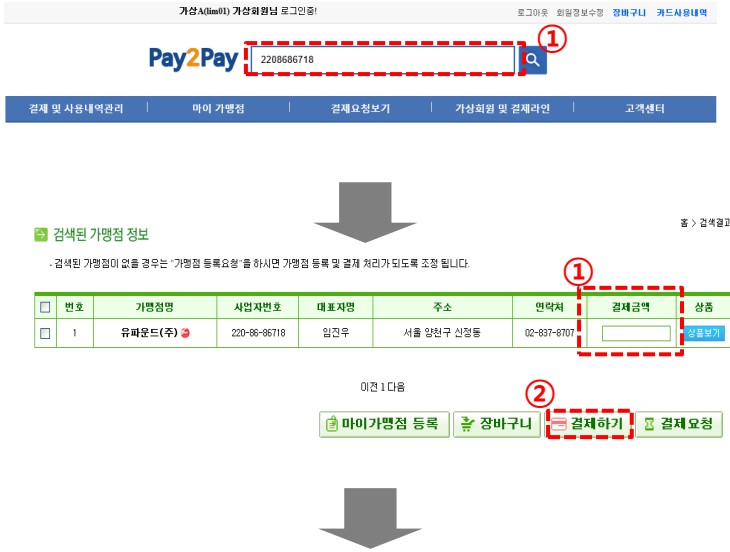 가상A(lim01) 가상회원님 로그인중!
로그아웃 회원정보수정 장바구니 카드사용내역
①
Pay2Pay 2208686718
결제 및 사용내역관리 마이 가맹점 결제요청보기 가상회원 및 결제라인 고객센터
홈 > 검색결과
검색된 가맹점 정보
- 검색된 가맹점이 없을 경우는 "가맹점 등록요청"을 하시면 가맹점 등록 및 결제 처리가 되도록 조정 됩니다.
①
번호 가맹점명 사업자번호 대표자명 주소 연락처 결제금액 상품
1 유파운드(주) 220-86-86718 임진우 서울 양천구 신정동 02-837-8707 상품보기
이전 1 다음
②
마이가맹점 등록 장바구니 결제하기 결제요청